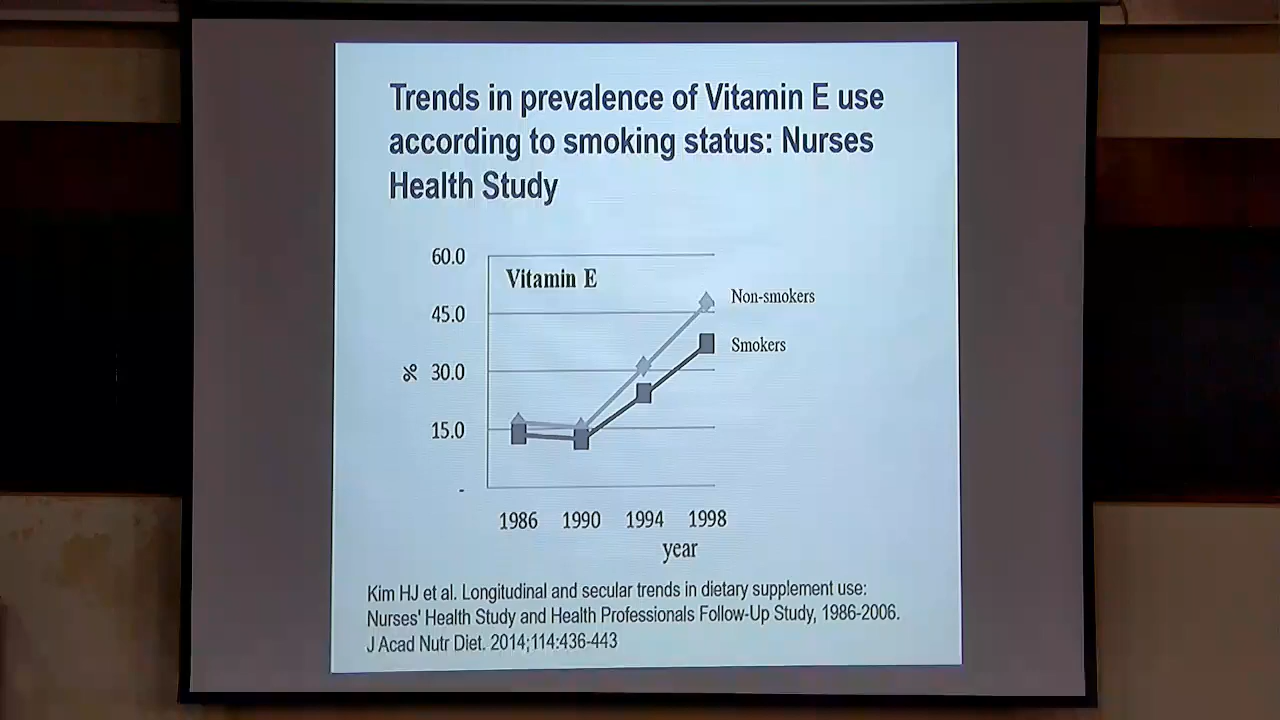 Trends in prevalence of Vitamin E use
according to smoking status: Nurses
Health Study
60.0
Vitamin E
Non-smokers
45.0
Smokers
% 30.0
15.0
-
1986 1990 1994 1998
year
Kim HJ et al. Longitudinal and secular trends in dietary supplement use:
Nurses' Health Study and Health Professionals Follow-Up Study, 1986-2006.
J Acad Nutr Diet. 2014;114:436-443